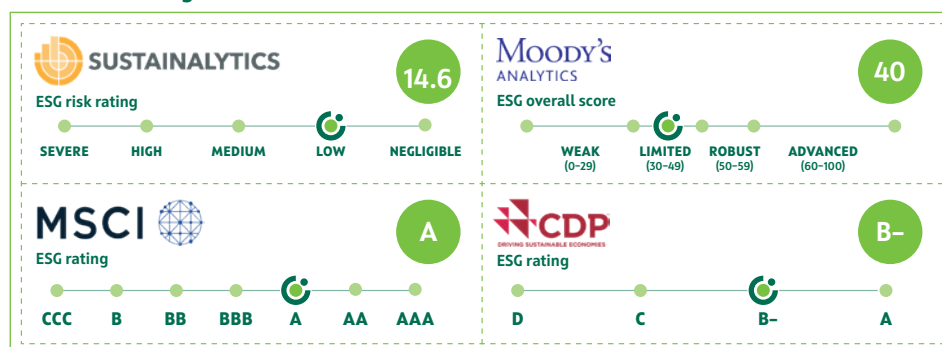 SUSTAINALYTICS
14.6
ESG risk rating
SEVERE HIGH MEDIUM LOW NEGLIGIBLE
MOODY'S
ANALYTICS
40
ESG overall score
WEAK LIMITED ROBUST ADVANCED
(0–29) (30–49) (50–59) (60–100)
MSCI
A
ESG rating
CCC B BB BBB A AA AAA
CDP
DRIVING SUSTAINABLE ECONOMIES
B–
ESG rating
D C B– A